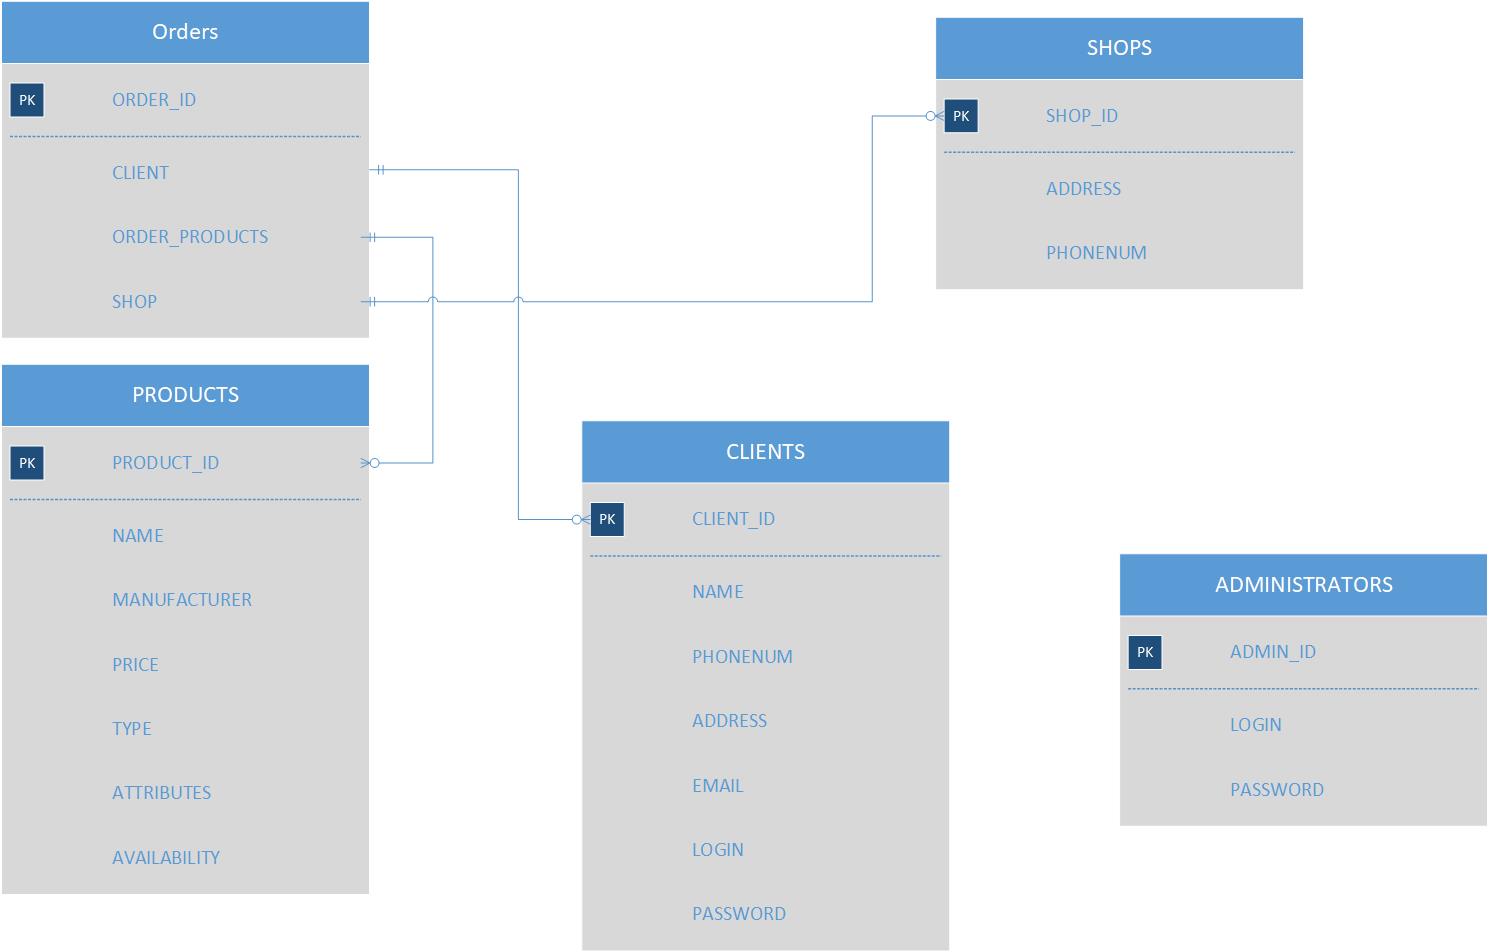 Orders
PK ORDER_ID
CLIENT
ORDER_PRODUCTS
SHOP
SHOPS
PK SHOP_ID
ADDRESS
PHONENUM
PRODUCTS
PK PRODUCT_ID
NAME
MANUFACTURER
PRICE
TYPE
ATTRIBUTES
AVAILABILITY
CLIENTS
PK CLIENT_ID
NAME
PHONENUM
ADDRESS
EMAIL
LOGIN
PASSWORD
ADMINISTRATORS
PK ADMIN_ID
LOGIN
PASSWORD